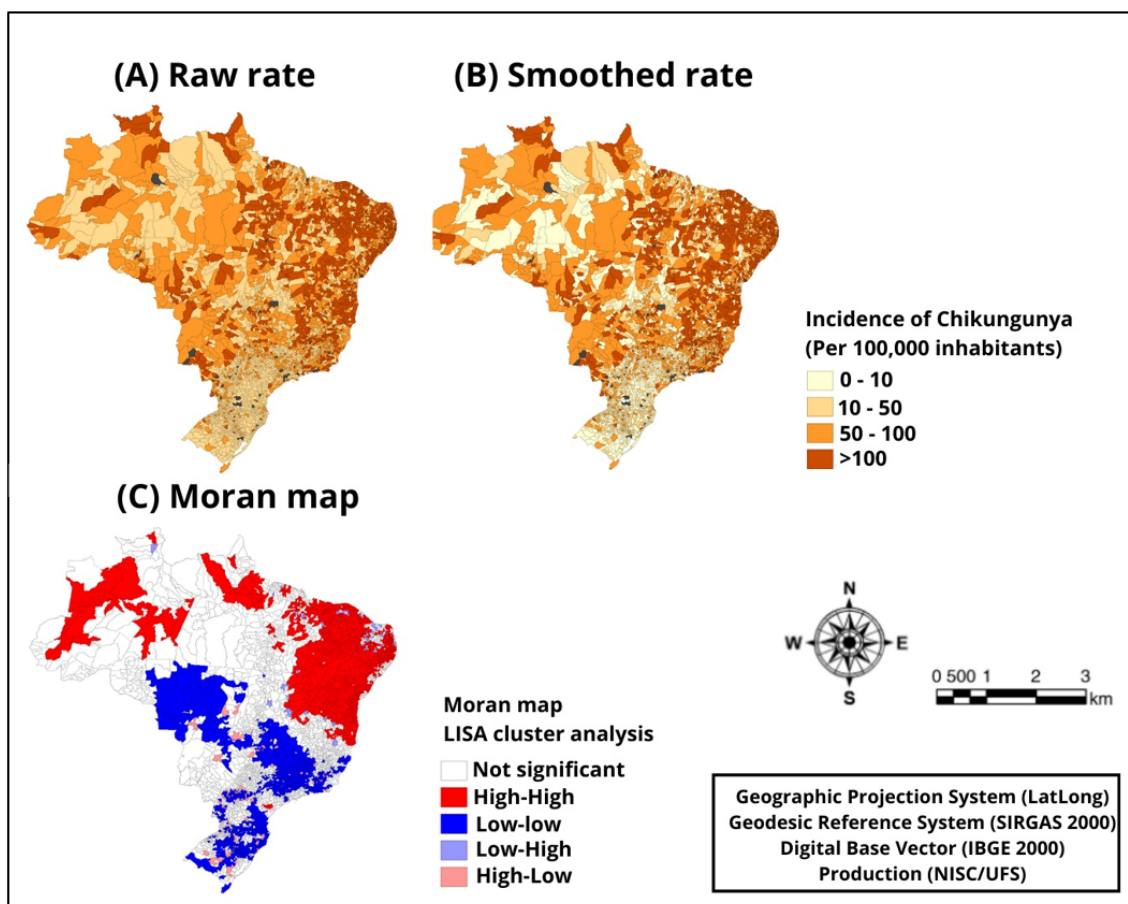 (A) Raw rate
(B) Smoothed rate
Incidence of Chikungunya
(Per 100,000 inhabitants)
0 - 10
10 - 50
50 - 100
>100
(C) Moran map
Moran map
LISA cluster analysis
Not significant
High-High
Low-low
Low-High
High-Low
N
W E
S
0 500 1 2 3
km
Geographic Projection System (LatLong)
Geodesic Reference System (SIRGAS 2000)
Digital Base Vector (IBGE 2000)
Production (NISC/UFS)